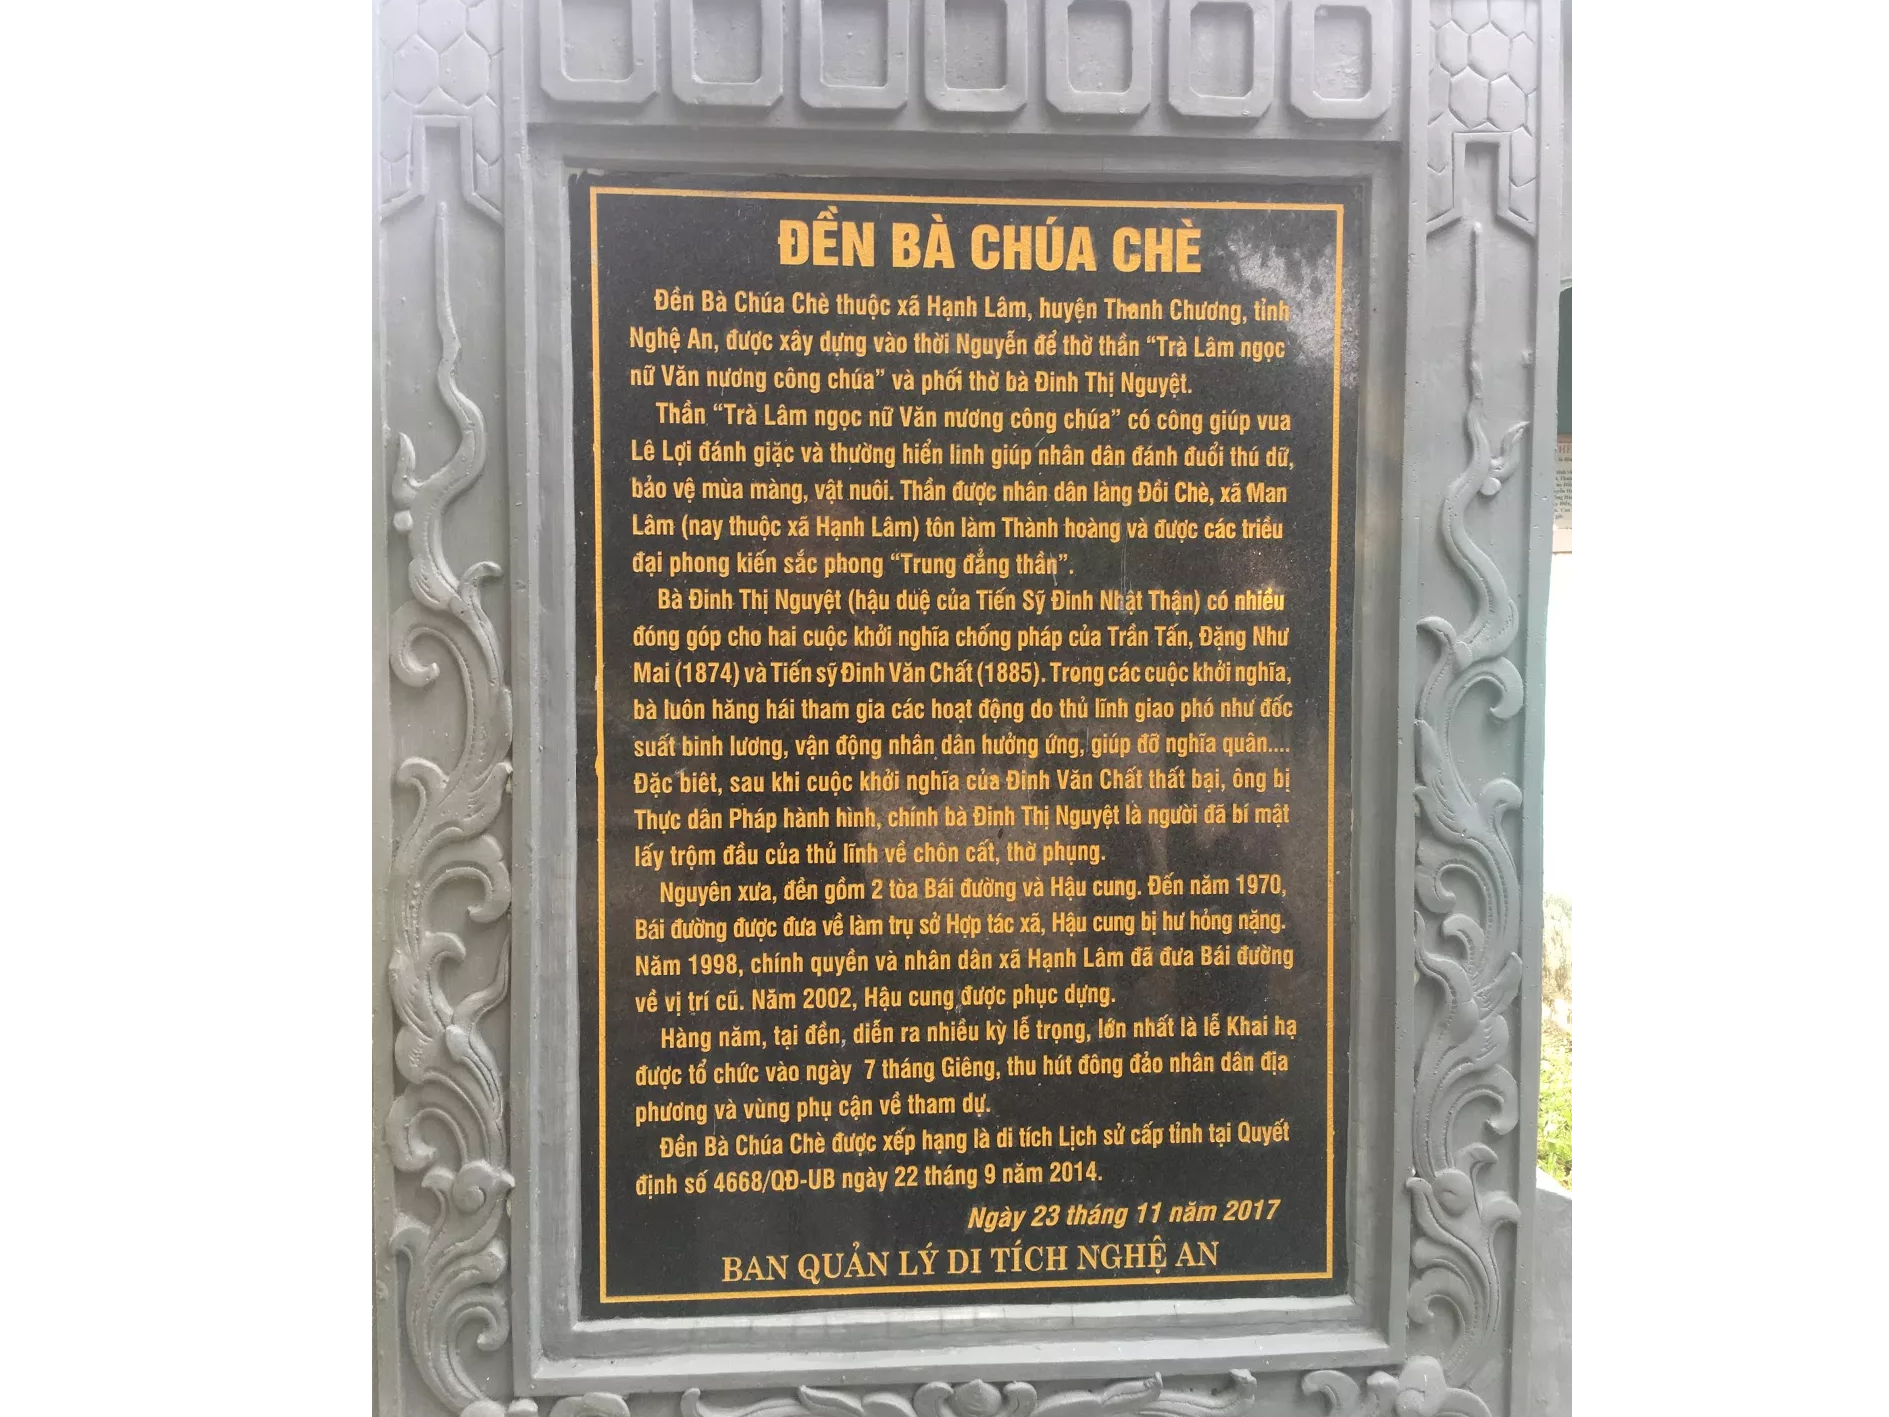 ĐỀN BÀ CHÚA CHÈ
Đền Bà Chúa Chè thuộc xã Hạnh Lâm, huyện Thanh Chương, tỉnh
Nghệ An, được xây dựng vào thời Nguyễn để thờ thần “Trà Lâm ngọc
nữ Văn nương công chúa” và phối thờ bà Đinh Thị Nguyệt.
Thần “Trà Lâm ngọc nữ Văn nương công chúa” có công giúp vua
Lê Lợi đánh giặc và thường hiển linh giúp nhân dân đánh đuổi thú dữ,
bảo vệ mùa màng, vật nuôi. Thần được nhân dân làng Đồi Chè, xã Man
Lâm (nay thuộc xã Hạnh Lâm) tôn làm Thành hoàng và được các triều
đại phong kiến sắc phong “Trung đẳng thần”.
Bà Đinh Thị Nguyệt (hậu duệ của Tiến Sỹ Đinh Nhật Thận) có nhiều
đóng góp cho hai cuộc khởi nghĩa chống pháp của Trần Tấn, Đặng Như
Mai (1874) và Tiến sỹ Đinh Văn Chất (1885). Trong các cuộc khởi nghĩa,
bà luôn hăng hái tham gia các hoạt động do thủ lĩnh giao phó như đốc
suất binh lương, vận động nhân dân hưởng ứng, giúp đỡ nghĩa quân....
Đặc biêt, sau khi cuộc khởi nghĩa của Đinh Văn Chất thất bại, ông bị
Thực dân Pháp hành hình, chính bà Đinh Thị Nguyệt là người đã bí mật
lấy trộm đầu của thủ lĩnh về chôn cất, thờ phụng.
Nguyên xưa, đền gồm 2 tòa Bái đường và Hậu cung. Đến năm 1970,
Bái đường được đưa về làm trụ sở Hợp tác xã, Hậu cung bị hư hỏng nặng.
Năm 1998, chính quyền và nhân dân xã Hạnh Lâm đã đưa Bái đường
về vị trí cũ. Năm 2002, Hậu cung được phục dựng.
Hàng năm, tại đền, diễn ra nhiều kỳ lễ trọng, lớn nhất là lễ Khai hạ
được tổ chức vào ngày 7 tháng Giêng, thu hút đông đảo nhân dân địa
phương và vùng phụ cận về tham dự.
Đền Bà Chúa Chè được xếp hạng là di tích Lịch sử cấp tỉnh tại Quyết
định số 4668/QĐ-UB ngày 22 tháng 9 năm 2014.
Ngày 23 tháng 11 năm 2017
BAN QUẢN LÝ DI TÍCH NGHỆ AN